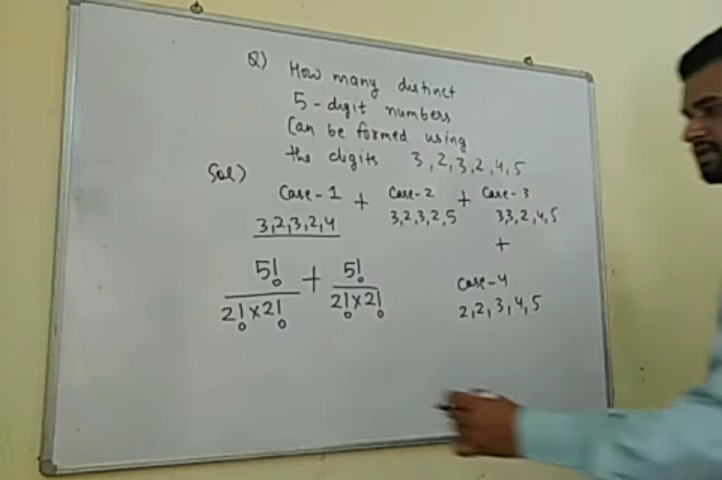 Q) How many distinct
5-digit numbers
Can be formed using
the digits 3,2,3,2,4,5
Sol)
Case-1 + Case-2 + Case-3
3,2,3,2,4 3,2,3,2,5 3,3,2,4,5
+
5! + 5!
2!×2! 2!×2!
Case-4
2,2,3,4,5